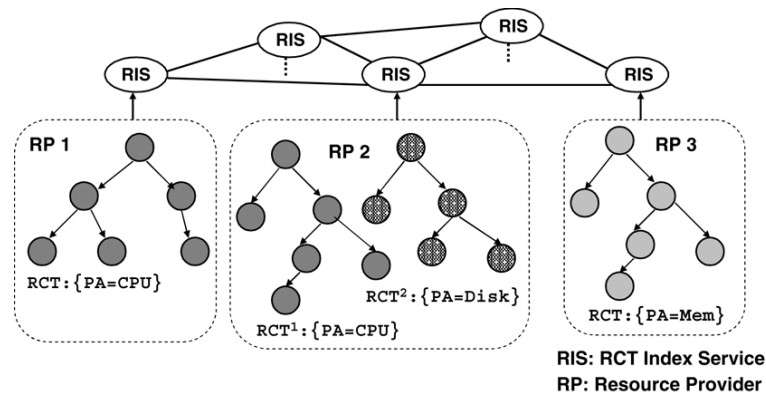 RIS
RIS
RIS
RIS
RIS
RP 1
RP 2
RP 3
RCT:{PA=CPU}
RCT¹:{PA=CPU}
RCT²:{PA=Disk}
RCT:{PA=Mem}
RIS: RCT Index Service
RP: Resource Provider